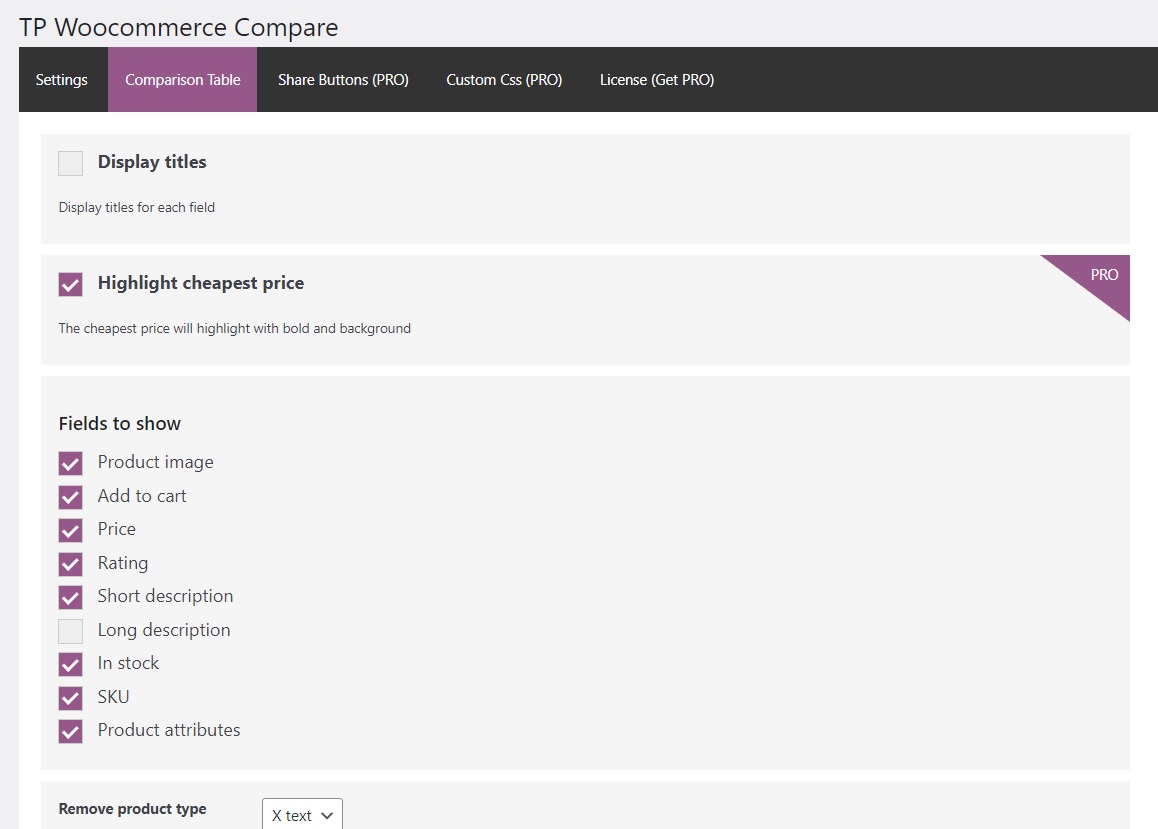 TP Woocommerce Compare
Settings Comparison Table Share Buttons (PRO) Custom Css (PRO) License (Get PRO)
Display titles
Display titles for each field
Highlight cheapest price
PRO
The cheapest price will highlight with bold and background
Fields to show
Product image
Add to cart
Price
Rating
Short description
Long description
In stock
SKU
Product attributes
Remove product type X text